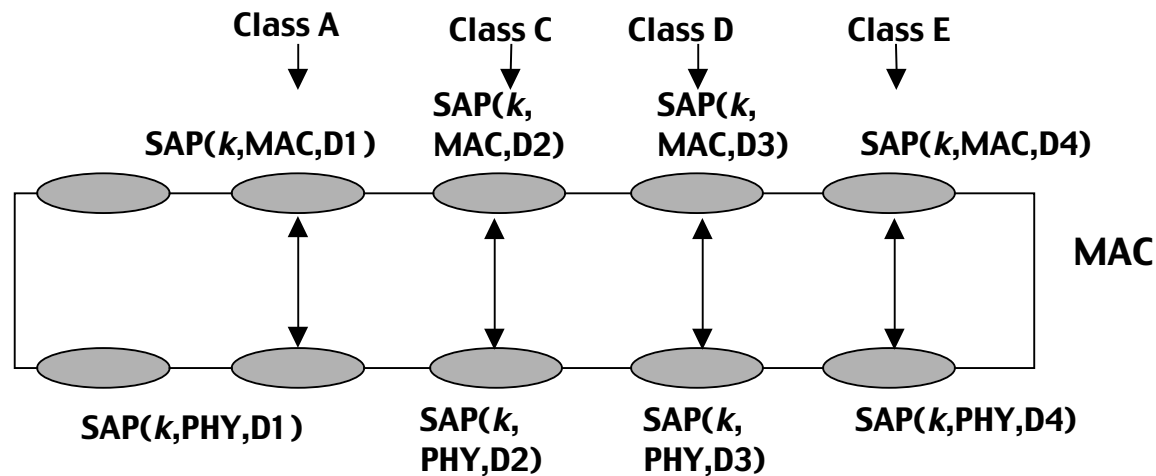 Class A
Class C
Class D
Class E
SAP(k,MAC,D1)
SAP(k,
MAC,D2)
SAP(k,
MAC,D3)
SAP(k,MAC,D4)
MAC
SAP(k,PHY,D1)
SAP(k,
PHY,D2)
SAP(k,
PHY,D3)
SAP(k,PHY,D4)